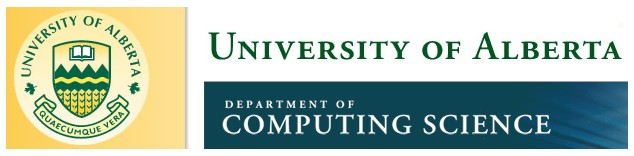 UNIVERSITY OF ALBERTA
QUAECUMQUE VERA
UNIVERSITY OF ALBERTA
DEPARTMENT OF
COMPUTING SCIENCE